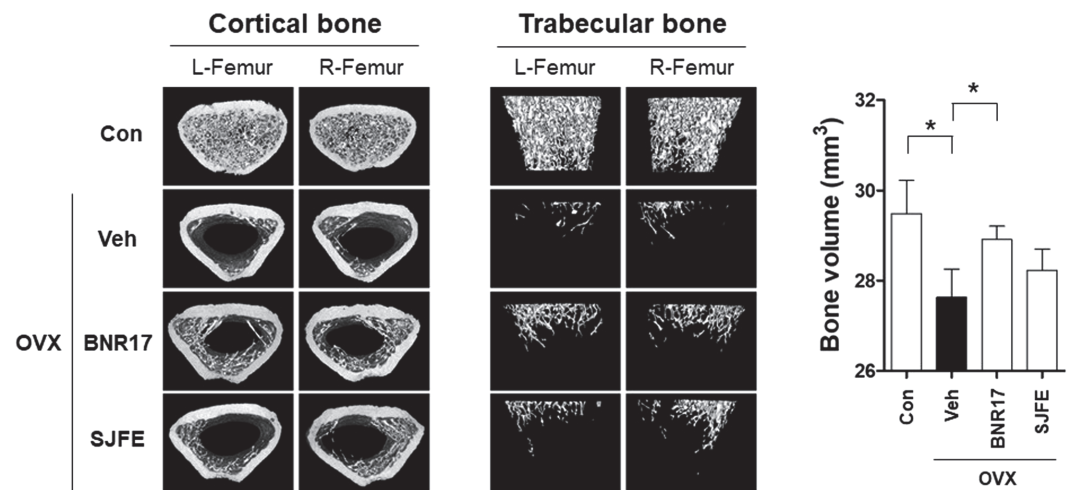 Cortical bone
Trabecular bone
L-Femur
R-Femur
L-Femur
R-Femur
Con
Veh
OVX
BNR17
SJFE
Bone volume (mm³)
32
30
28
26
*
*
Con
Veh
BNR17
SJFE
OVX